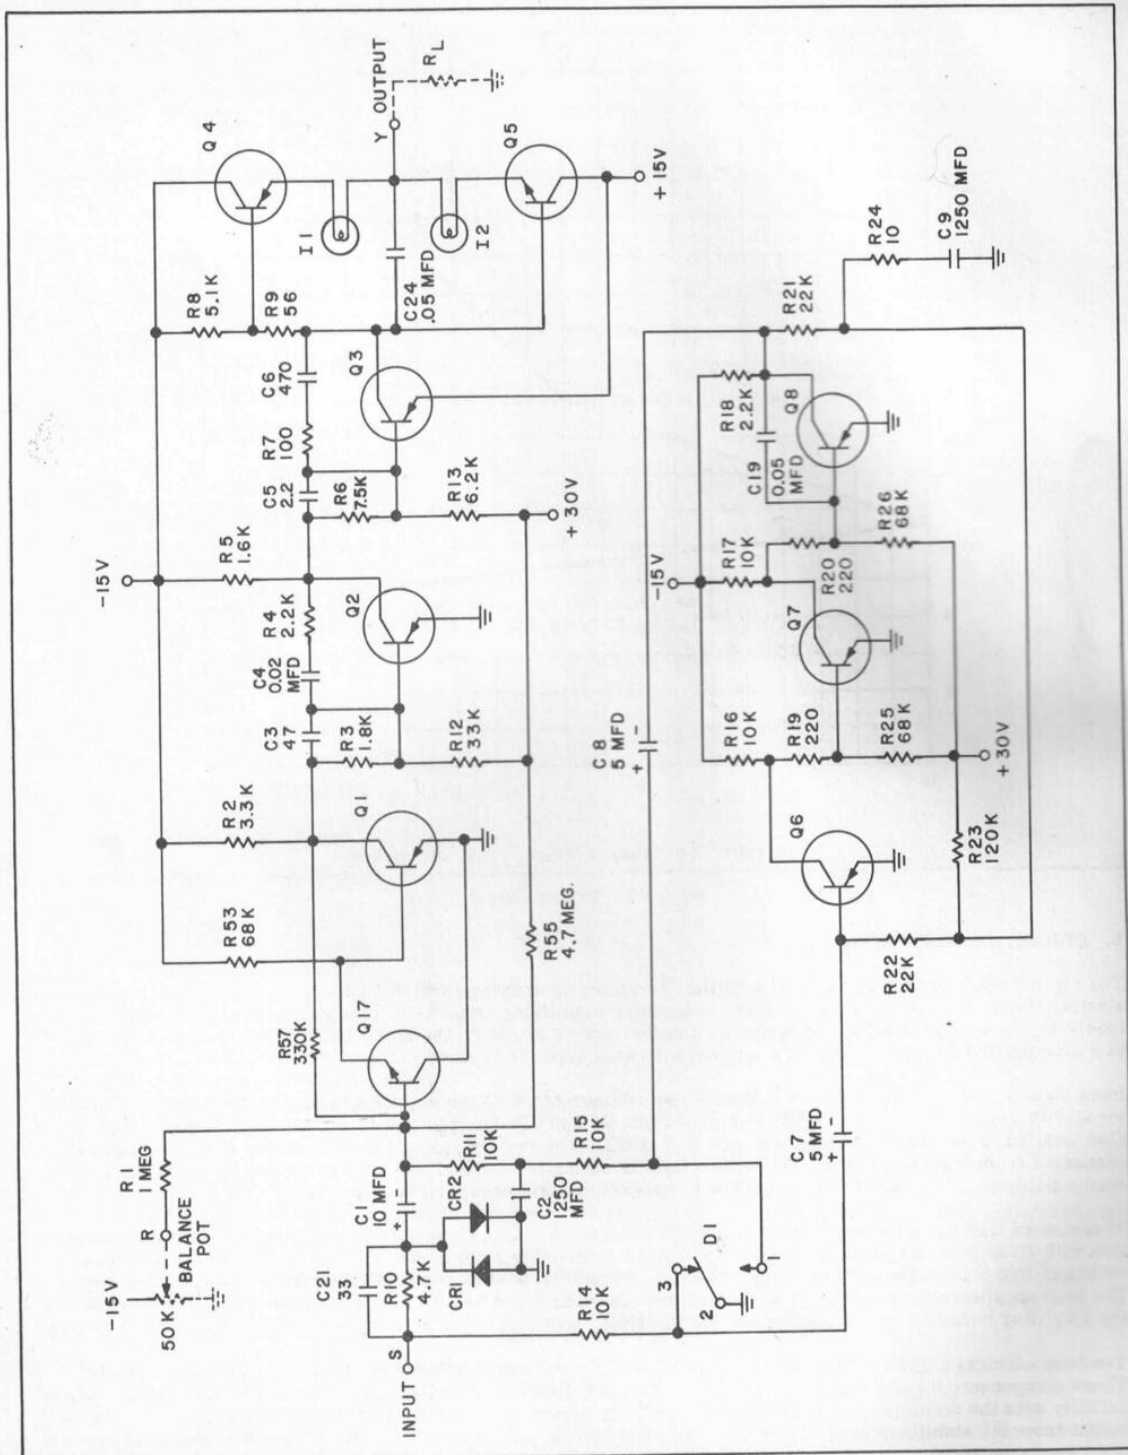 -15V
50K
BALANCE
POT
R
R1
1 MEG
INPUT
S
C21
33
R10
4.7K
C1
10 MFD
+
-
CR1
CR2
R11
10K
C2
1250
MFD
R15
10K
R14
10K
D1
3
2
1
R57
330K
R53
68K
Q17
R2
3.3K
Q1
R55
4.7 MEG.
C3
47
R3
1.8K
R12
33K
C4
0.02
MFD
R4
2.2K
Q2
-15V
R5
1.6K
C5
2.2
R6
7.5K
R13
6.2K
+30V
R7
100
C6
470
Q3
R8
5.1K
R9
56
C24
.05 MFD
Q4
I1
I2
Y OUTPUT
RL
Q5
+15V
C7
5 MFD
+
-
C8
5 MFD
+
-
R22
22K
R23
120K
Q6
R16
10K
R19
220
R25
68K
+30V
-15V
Q7
R17
10K
R20
220
R26
68K
C19
0.05
MFD
R18
2.2K
Q8
R21
22K
R24
10
C9
1250 MFD